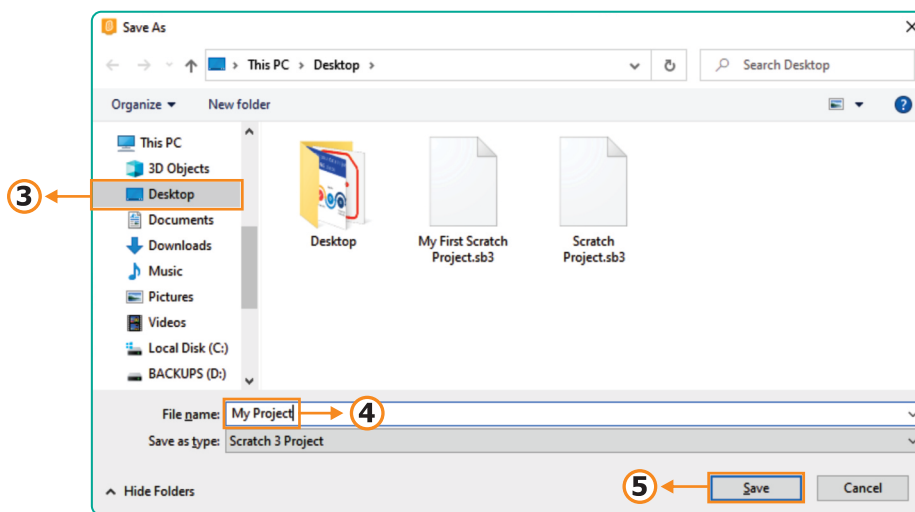 Save As
This PC > Desktop >
Search Desktop
Organize
New folder
This PC
3D Objects
3
Desktop
Documents
Downloads
Music
Pictures
Videos
Local Disk (C:)
BACKUPS (D:)
Desktop
My First Scratch
Project.sb3
Scratch
Project.sb3
File name: My Project
4
Save as type: Scratch 3 Project
Hide Folders
5
Save
Cancel